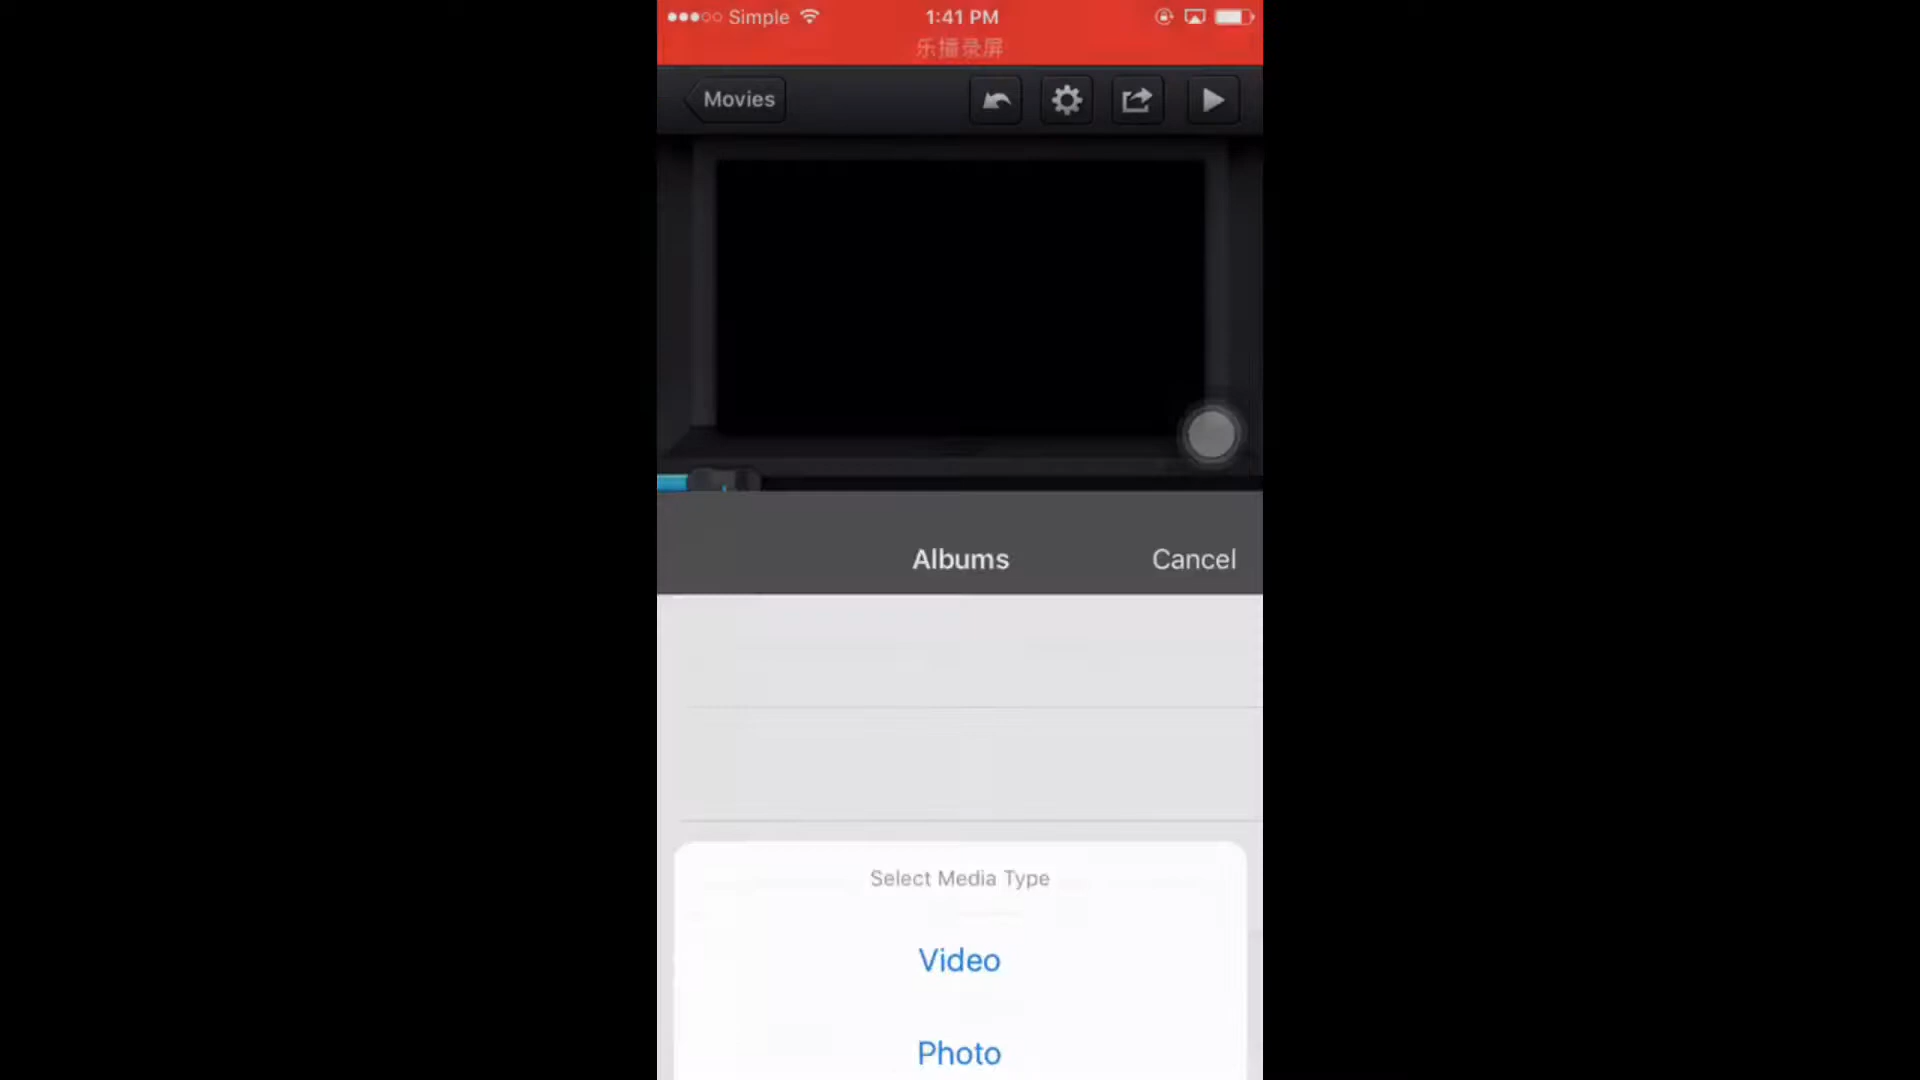 Simple 1:41 PM
乐播录屏
Movies
Albums Cancel
Select Media Type
Video
Photo